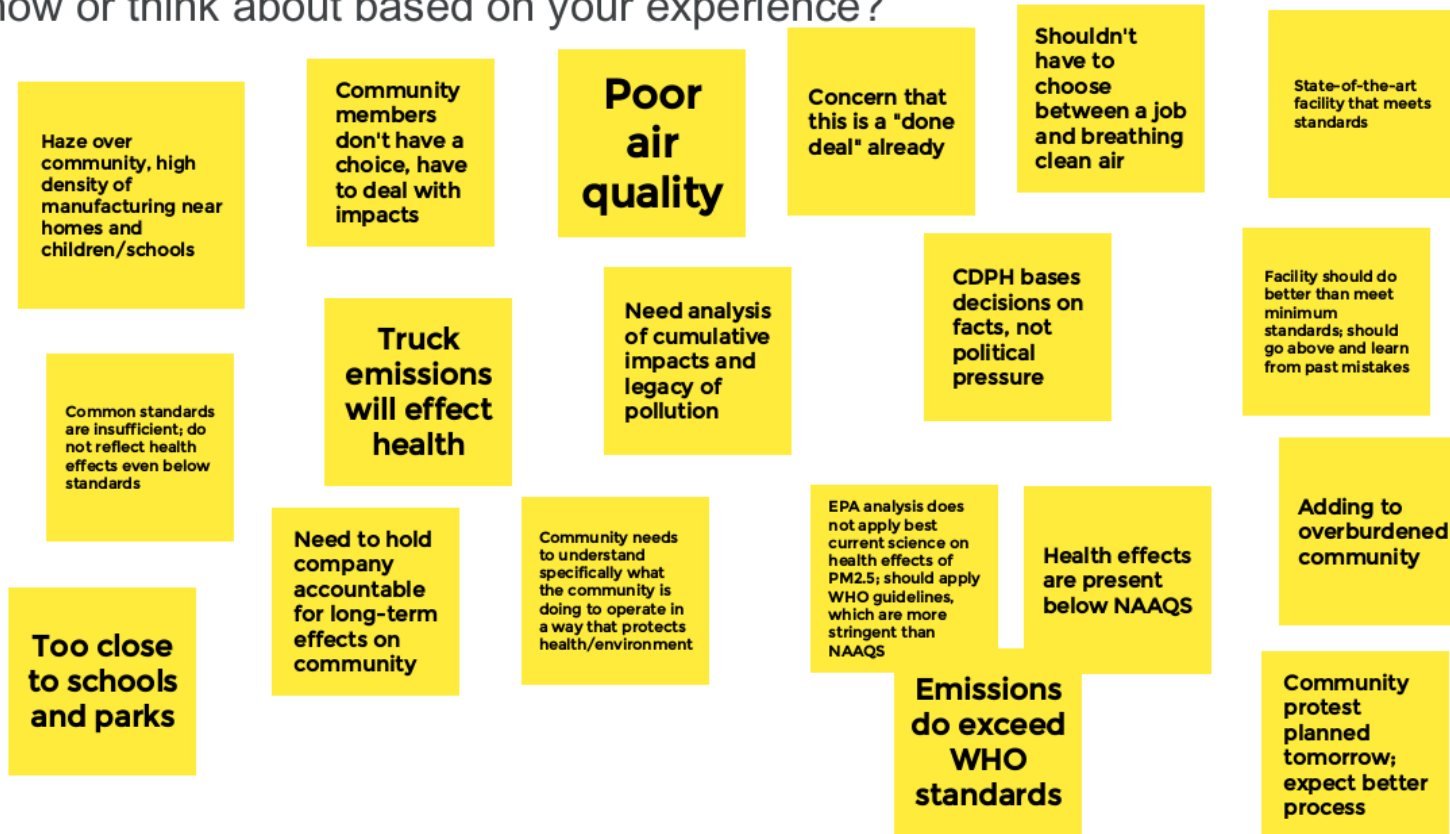 now or think about based on your experience?
Haze over
community, high
density of
manufacturing near
homes and
children/schools
Community
members
don't have a
choice, have
to deal with
impacts
Poor
air
quality
Concern that
this is a "done
deal" already
Shouldn't
have to
choose
between a job
and breathing
clean air
State-of-the-art
facility that meets
standards
Common standards
are insufficient; do
not reflect health
effects even below
standards
Truck
emissions
will effect
health
Need analysis
of cumulative
impacts and
legacy of
pollution
CDPH bases
decisions on
facts, not
political
pressure
Facility should do
better than meet
minimum
standards; should
go above and learn
from past mistakes
Too close
to schools
and parks
Need to hold
company
accountable
for long-term
effects on
community
Community needs
to understand
specifically what
the community is
doing to operate in
a way that protects
health/environment
EPA analysis does
not apply best
current science on
health effects of
PM2.5; should apply
WHO guidelines,
which are more
stringent than
NAAQS
Health effects
are present
below NAAQS
Adding to
overburdened
community
Emissions
do exceed
WHO
standards
Community
protest
planned
tomorrow;
expect better
process